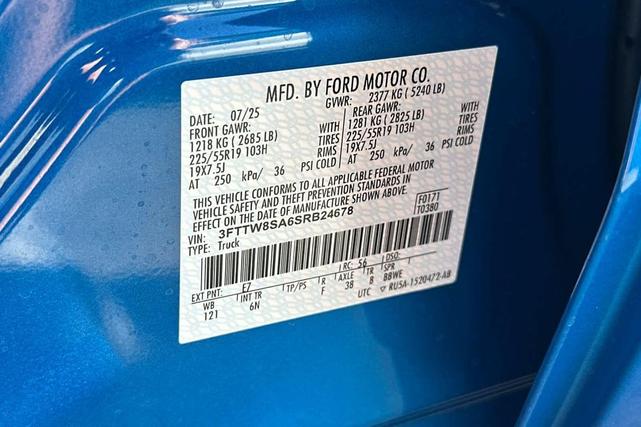 MFD. BY FORD MOTOR CO.
DATE: 07/25 GVWR: 2377 KG ( 5240 LB)
FRONT GAWR: WITH REAR GAWR: WITH
1218 KG ( 2685 LB) TIRES 1281 KG ( 2825 LB) TIRES
225/55R19 103H RIMS 225/55R19 103H RIMS
19X7.5J PSI COLD 19X7.5J PSI COLD
AT 250 kPa/ 36 AT 250 kPa/ 36
THIS VEHICLE CONFORMS TO ALL APPLICABLE FEDERAL MOTOR
VEHICLE SAFETY AND THEFT PREVENTION STANDARDS IN
EFFECT ON THE DATE OF MANUFACTURE SHOWN ABOVE.
VIN: 3FTTW8SA6SRB24678 F0171
TYPE: Truck T0380
EXT PNT: E7 RC: 56 DSO:
WB INT TR TP/PS R AXLE TR SPR
121 6N F 38 8 BBWE
UTC ▽ RU5A-1520472-AB